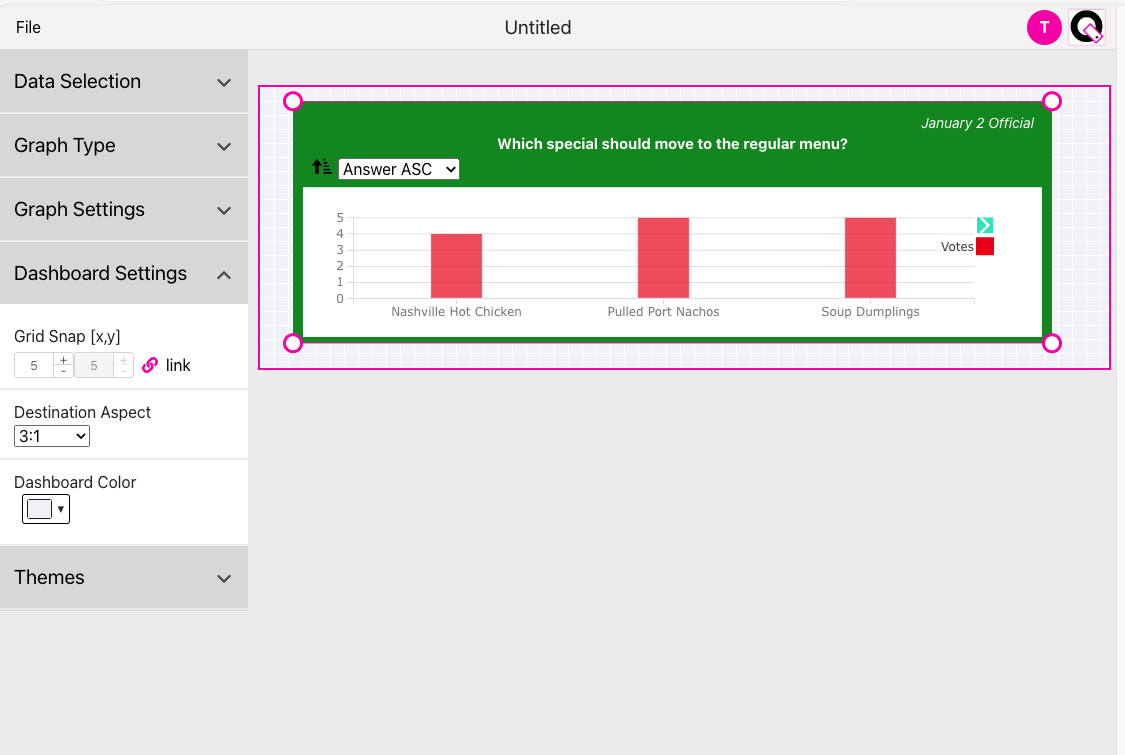 File
Untitled
T
Data Selection
Graph Type
Graph Settings
Dashboard Settings
Grid Snap [x,y]
5 + - 5 + - link
Destination Aspect
3:1
Dashboard Color
Themes
January 2 Official
Which special should move to the regular menu?
Answer ASC
5
4
3
2
1
0
Votes
Nashville Hot Chicken Pulled Port Nachos Soup Dumplings